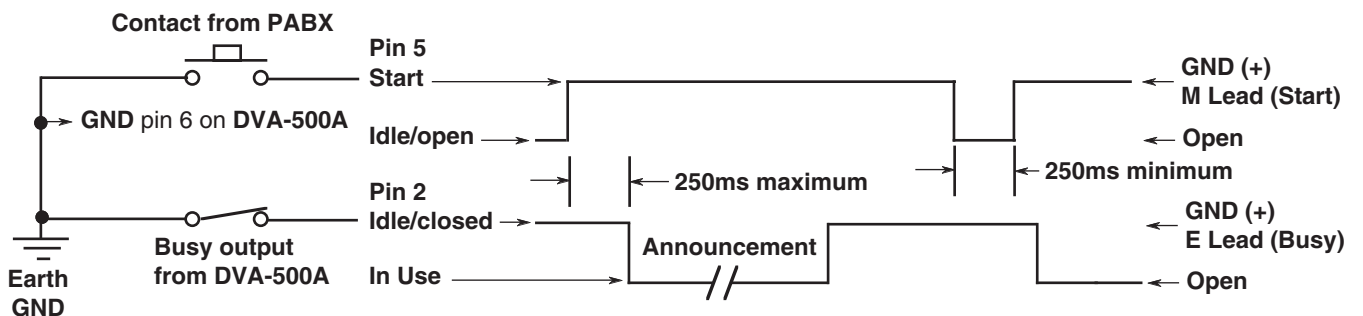 Contact from PABX
Pin 5
Start
GND (+)
M Lead (Start)
GND pin 6 on DVA-500A
Idle/open
Open
250ms maximum
250ms minimum
Pin 2
Idle/closed
GND (+)
E Lead (Busy)
Busy output
from DVA-500A
Announcement
In Use
Open
Earth
GND